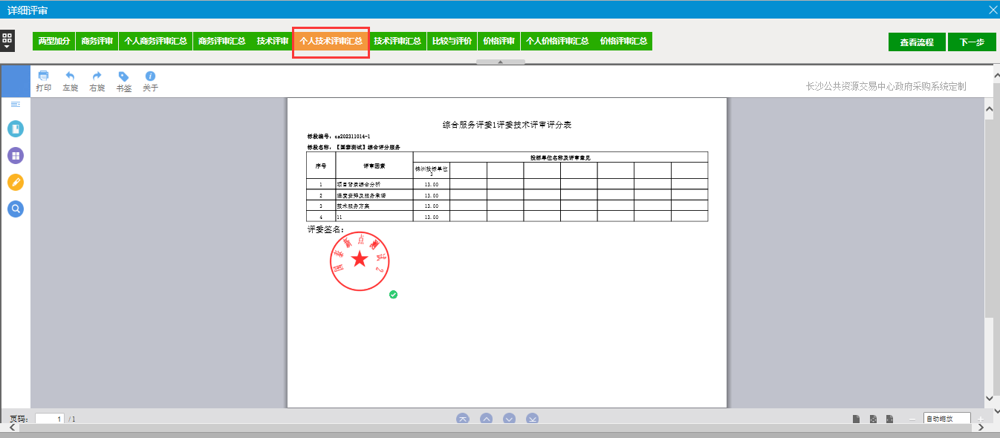 详细评审
两型加分 商务评审 个人商务评审汇总 商务评审汇总 技术评审 个人技术评审汇总 技术评审汇总 比较与评价 价格评审 个人价格评审汇总 价格评审汇总 查看流程 下一步
打印 左旋 右旋 书签 关于
长沙公共资源交易中心政府采购系统定制
综合服务评委1评委技术评审评分表
标段编号：cs202311014-1
标段名称：【国泰测试】综合评分服务
序号 评审因素 投标单位名称及评审意见
株洲投标单位
3
1 项目背景综合分析 13.00
2 进度安排及服务承诺 13.00
3 技术服务方案 13.00
4 11 13.00
评委签名：
国泰新点测试2
页码： 1 /1 自动缩放